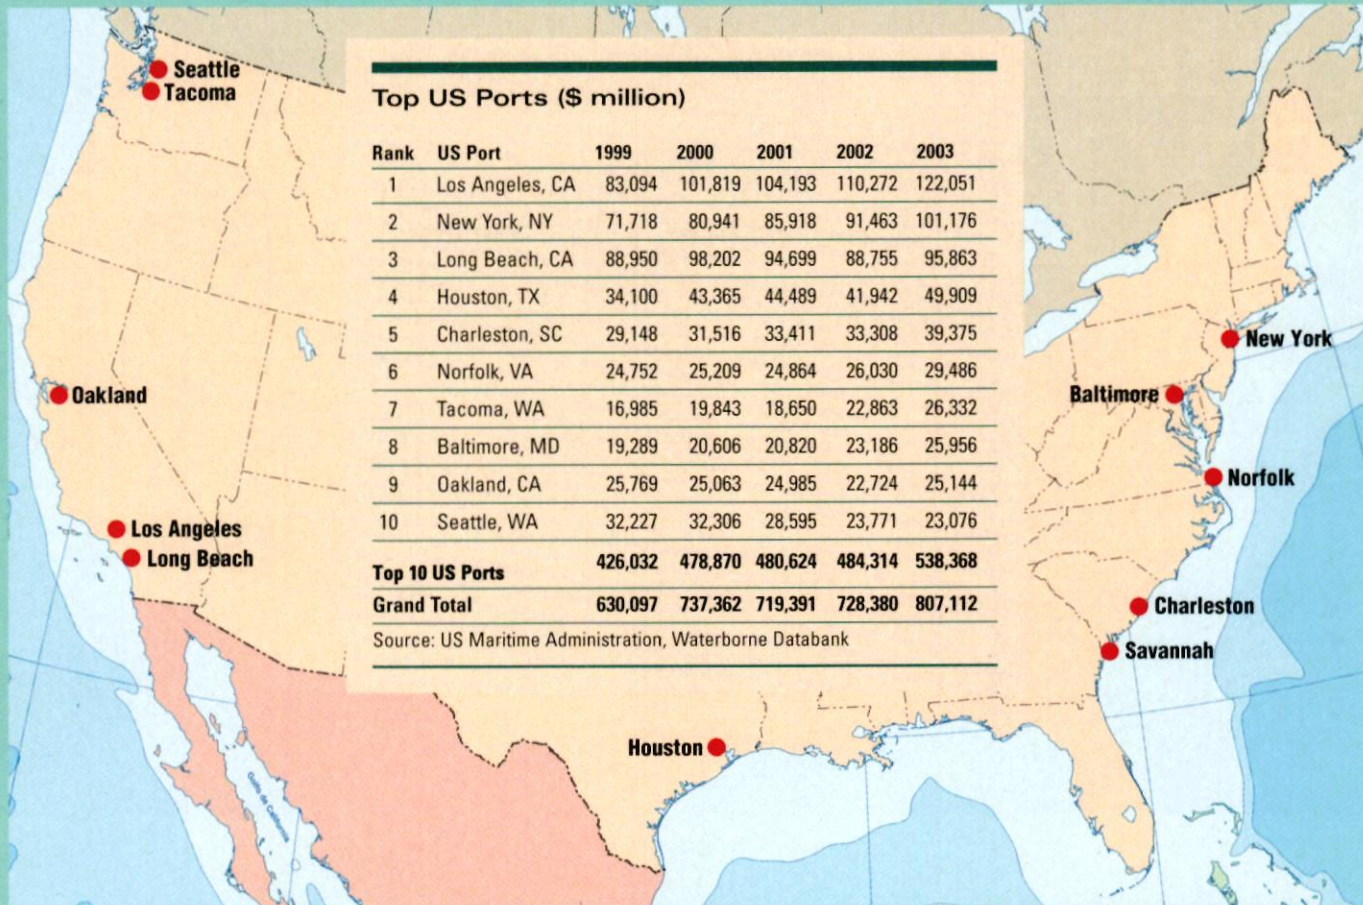 Seattle
Tacoma
Top US Ports ($ million)
Rank US Port 1999 2000 2001 2002 2003
1 Los Angeles, CA 83,094 101,819 104,193 110,272 122,051
2 New York, NY 71,718 80,941 85,918 91,463 101,176
3 Long Beach, CA 88,950 98,202 94,699 88,755 95,863
4 Houston, TX 34,100 43,365 44,489 41,942 49,909
5 Charleston, SC 29,148 31,516 33,411 33,308 39,375
6 Norfolk, VA 24,752 25,209 24,864 26,030 29,486
7 Tacoma, WA 16,985 19,843 18,650 22,863 26,332
8 Baltimore, MD 19,289 20,606 20,820 23,186 25,956
9 Oakland, CA 25,769 25,063 24,985 22,724 25,144
10 Seattle, WA 32,227 32,306 28,595 23,771 23,076
Top 10 US Ports 426,032 478,870 480,624 484,314 538,368
Grand Total 630,097 737,362 719,391 728,380 807,112
Source: US Maritime Administration, Waterborne Databank
New York
Oakland
Baltimore
Norfolk
Los Angeles
Long Beach
Charleston
Savannah
Houston
Golfo de California